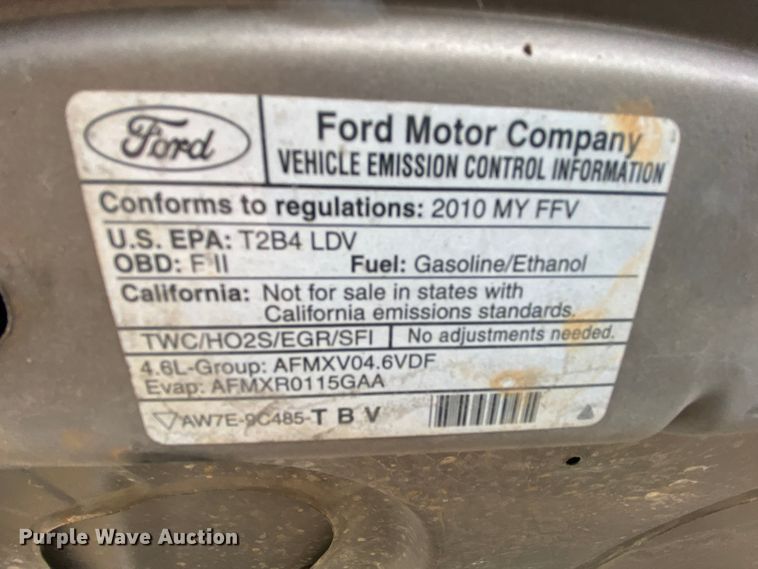 Ford
Ford Motor Company
VEHICLE EMISSION CONTROL INFORMATION
Conforms to regulations: 2010 MY FFV
U.S. EPA: T2B4 LDV
OBD: F II Fuel: Gasoline/Ethanol
California: Not for sale in states with
California emissions standards.
TWC/HO2S/EGR/SFI No adjustments needed.
4.6L-Group: AFMXV04.6VDF
Evap: AFMXR0115GAA
AW7E-9C485-T B V
Purple Wave Auction